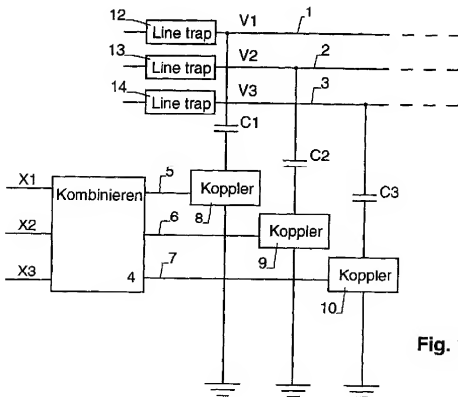 12
Line trap
V1
1
13
Line trap
V2
2
14
Line trap
V3
3
C1
C2
C3
X1
X2
X3
Kombinieren
4
5
6
7
Koppler
8
Koppler
9
Koppler
10
Fig.